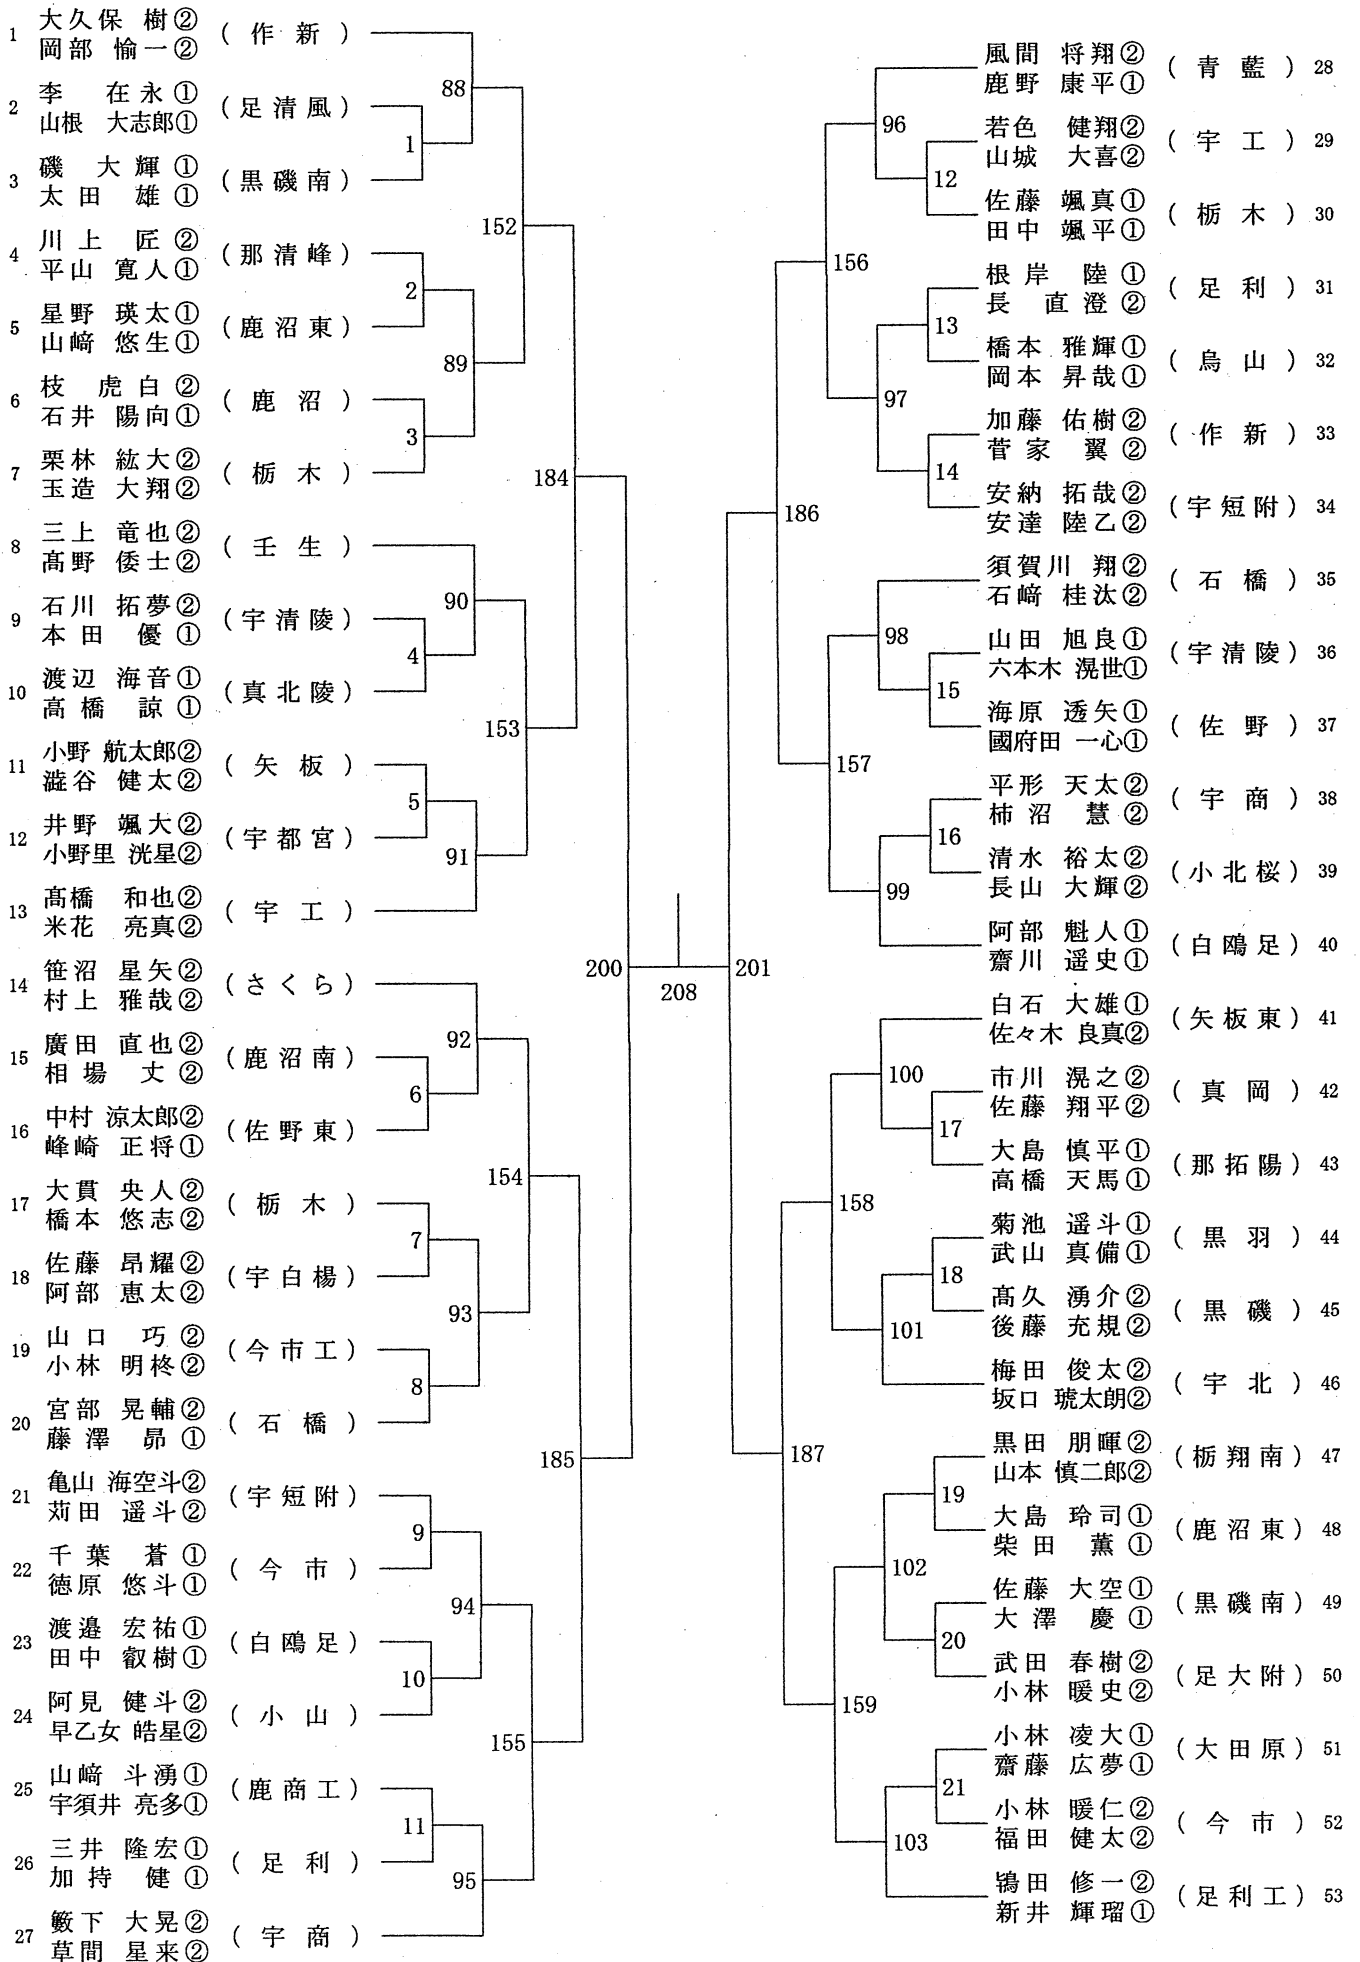 1 大久保 樹② (作新)
岡部 愉一②
2 李 在永① (足清風)
山根 大志郎①
3 磯 大輝① (黒磯南)
太田 雄①
4 川上 匠② (那清峰)
平山 寛人①
5 星野 瑛太① (鹿沼東)
山﨑 悠生①
6 枝 虎白② (鹿沼)
石井 陽向①
7 栗林 紘大② (栃木)
玉造 大翔②
8 三上 竜也② (壬生)
髙野 倭士②
9 石川 拓夢② (宇清陵)
本田 優①
10 渡辺 海音① (真北陵)
高橋 諒①
11 小野 航太郎② (矢板)
澁谷 健太②
12 井野 颯大② (宇都宮)
小野里 洸星②
13 髙橋 和也② (宇工)
米花 亮真②
14 笹沼 星矢② (さくら)
村上 雅哉②
15 廣田 直也② (鹿沼南)
相場 丈②
16 中村 涼太郎② (佐野東)
峰崎 正将①
17 大貫 央人② (栃木)
橋本 悠志②
18 佐藤 昂耀② (宇白楊)
阿部 恵太②
19 山口 巧② (今市工)
小林 明柊②
20 宮部 晃輔② (石橋)
藤澤 昴①
21 亀山 海空斗② (宇短附)
苅田 遥斗②
22 千葉 蒼① (今市)
徳原 悠斗①
23 渡邉 宏祐① (白鴎足)
田中 叡樹①
24 阿見 健斗② (小山)
早乙女 皓星②
25 山﨑 斗湧① (鹿商工)
宇須井 亮多①
26 三井 隆宏① (足利)
加持 健①
27 籔下 大晃② (宇商)
草間 星来②
88
1
152
2
89
3
184
90
4
153
5
91
92
6
154
7
93
8
185
9
94
10
155
11
95
200
208
201
96
12
156
13
97
14
186
98
15
157
16
99
100
17
158
18
101
187
19
102
20
159
21
103
風間 将翔② (青藍) 28
鹿野 康平①
若色 健翔② (宇工) 29
山城 大喜②
佐藤 颯真① (栃木) 30
田中 颯平①
根岸 陸① (足利) 31
長 直澄②
橋本 雅輝① (烏山) 32
岡本 昇哉①
加藤 佑樹② (作新) 33
菅家 翼②
安納 拓哉② (宇短附) 34
安達 陸乙②
須賀川 翔② (石橋) 35
石﨑 桂汰②
山田 旭良① (宇清陵) 36
六本木 滉世①
海原 透矢① (佐野) 37
國府田 一心①
平形 天太② (宇商) 38
柿沼 慧②
清水 裕太② (小北桜) 39
長山 大輝②
阿部 魁人① (白鴎足) 40
齋川 遥史①
白石 大雄① (矢板東) 41
佐々木 良真②
市川 滉之② (真岡) 42
佐藤 翔平②
大島 慎平① (那拓陽) 43
高橋 天馬①
菊池 遥斗① (黒羽) 44
武山 真備①
髙久 湧介② (黒磯) 45
後藤 充規②
梅田 俊太② (宇北) 46
坂口 琥太朗②
黒田 朋暉② (栃翔南) 47
山本 慎二郎②
大島 玲司① (鹿沼東) 48
柴田 薫①
佐藤 大空① (黒磯南) 49
大澤 慶①
武田 春樹② (足大附) 50
小林 暖史②
小林 凌大① (大田原) 51
齋藤 広夢①
小林 暖仁② (今市) 52
福田 健太②
鴇田 修一② (足利工) 53
新井 輝瑠①